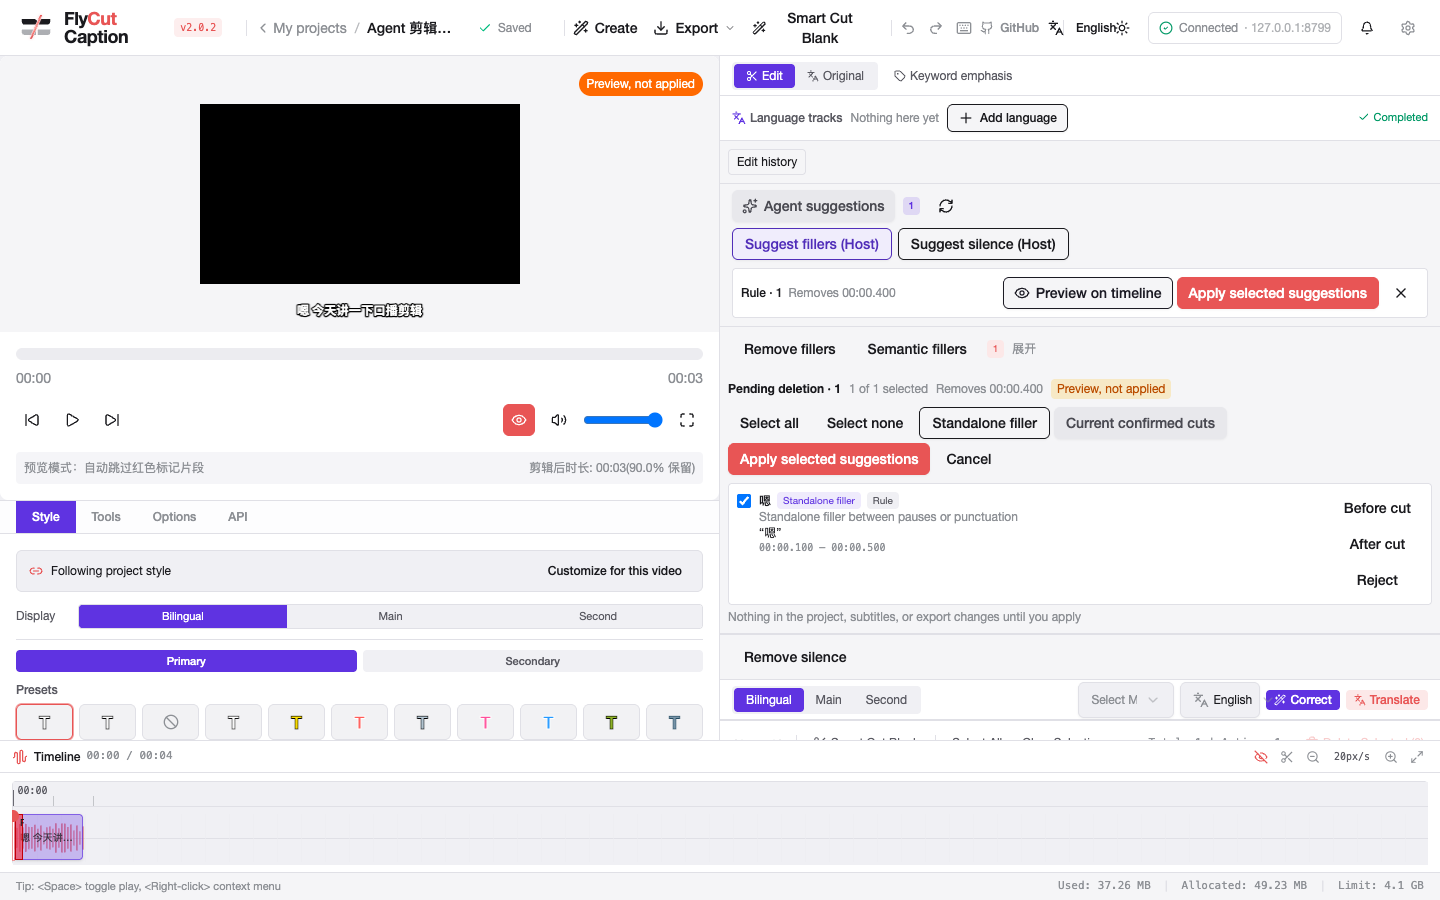 FlyCut
Caption
v2.0.2
My projects / Agent 剪辑...
Saved
Create
Export
Smart Cut
Blank
GitHub
English
Connected · 127.0.0.1:8799
Preview, not applied
嗯 今天讲一下口播剪辑
00:00
00:03
预览模式：自动跳过红色标记片段
剪辑后时长: 00:03(90.0% 保留)
Style
Tools
Options
API
Following project style
Customize for this video
Display
Bilingual
Main
Second
Primary
Secondary
Presets
T T T T T T T T T T
Edit
Original
Keyword emphasis
Language tracks
Nothing here yet
Add language
Completed
Edit history
Agent suggestions
1
Suggest fillers (Host)
Suggest silence (Host)
Rule · 1 Removes 00:00.400
Preview on timeline
Apply selected suggestions
Remove fillers
Semantic fillers
1
展开
Pending deletion · 1 1 of 1 selected Removes 00:00.400 Preview, not applied
Select all
Select none
Standalone filler
Current confirmed cuts
Apply selected suggestions
Cancel
嗯 Standalone filler Rule
Standalone filler between pauses or punctuation
“嗯”
00:00.100 — 00:00.500
Before cut
After cut
Reject
Nothing in the project, subtitles, or export changes until you apply
Remove silence
Bilingual
Main
Second
Select M
English
Correct
Translate
Timeline 00:00 / 00:04
20px/s
00:00
嗯 今天讲...
Tip: <Space> toggle play, <Right-click> context menu
Used: 37.26 MB
Allocated: 49.23 MB
Limit: 4.1 GB